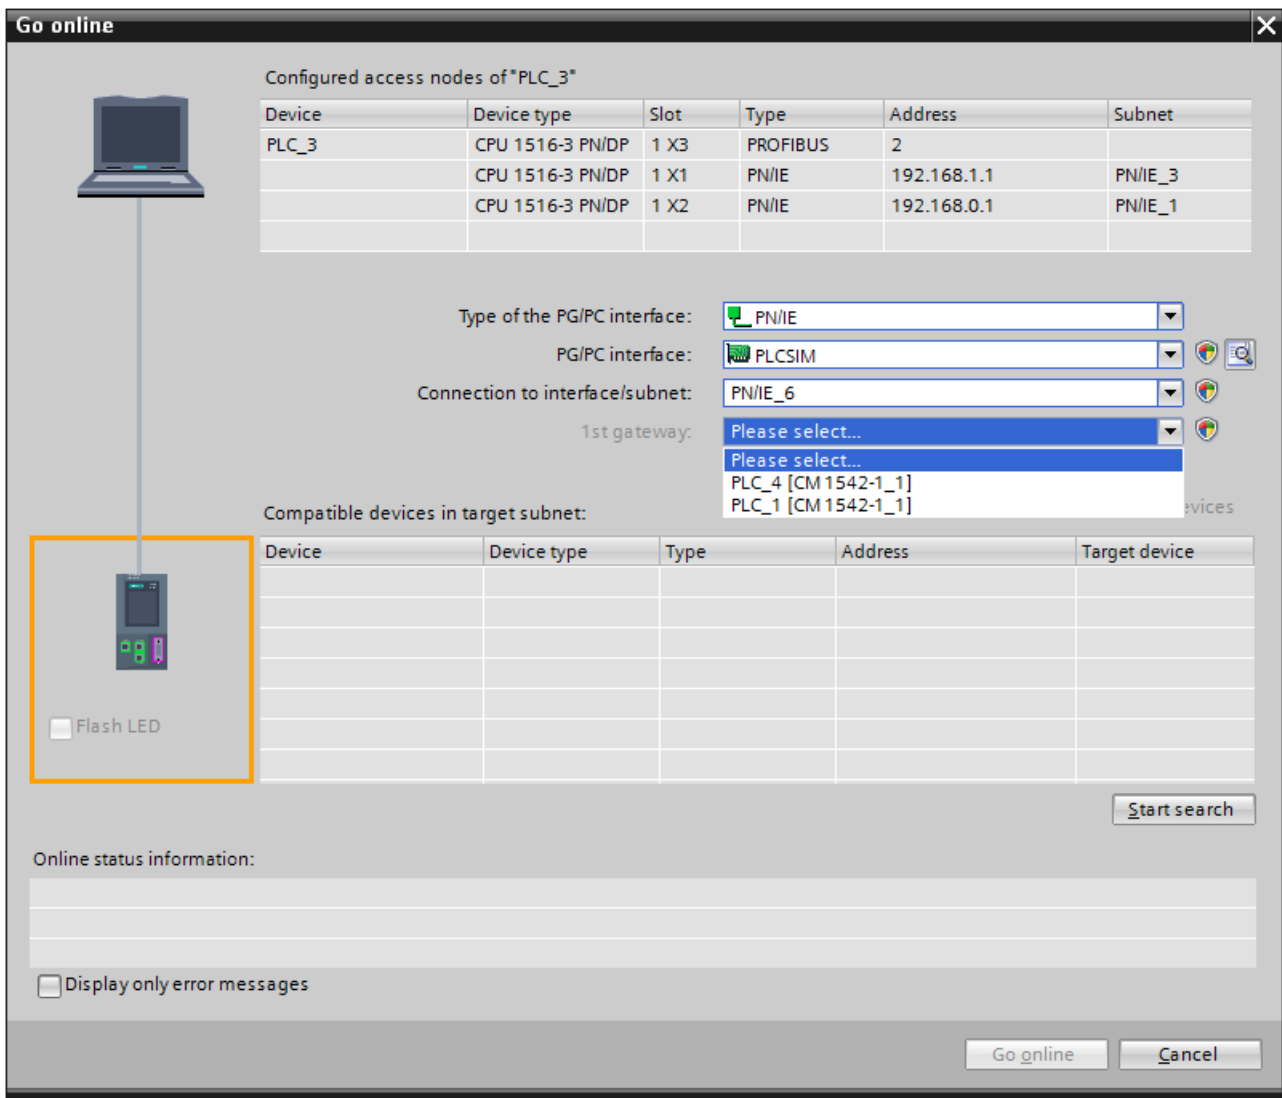 Go online
Configured access nodes of "PLC_3"
Device Device type Slot Type Address Subnet
PLC_3 CPU 1516-3 PN/DP 1 X3 PROFIBUS 2
CPU 1516-3 PN/DP 1 X1 PN/IE 192.168.1.1 PN/IE_3
CPU 1516-3 PN/DP 1 X2 PN/IE 192.168.0.1 PN/IE_1
Type of the PG/PC interface: PN/IE
PG/PC interface: PLCSIM
Connection to interface/subnet: PN/IE_6
1st gateway: Please select...
Please select...
PLC_4 [CM 1542-1_1]
PLC_1 [CM 1542-1_1]
Compatible devices in target subnet: evices
Device Device type Type Address Target device
Flash LED
Start search
Online status information:
Display only error messages
Go online Cancel